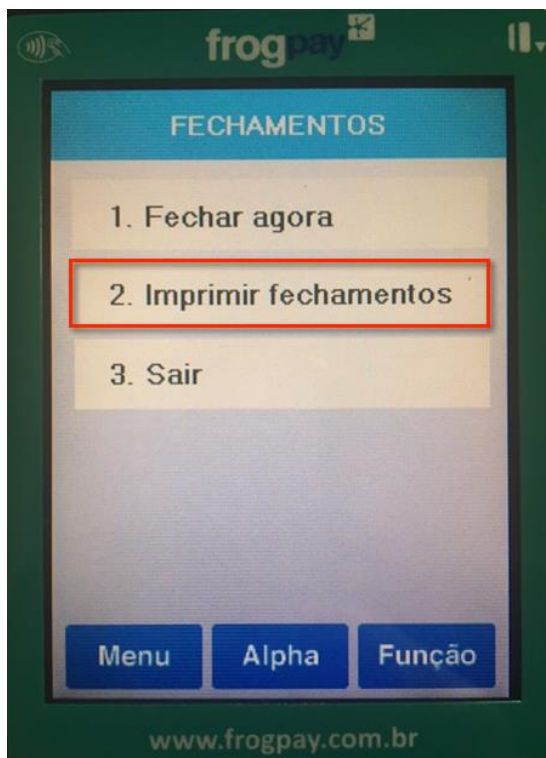 frogpay
FECHAMENTOS
1. Fechar agora
2. Imprimir fechamentos
3. Sair
Menu Alpha Função
www.frogpay.com.br